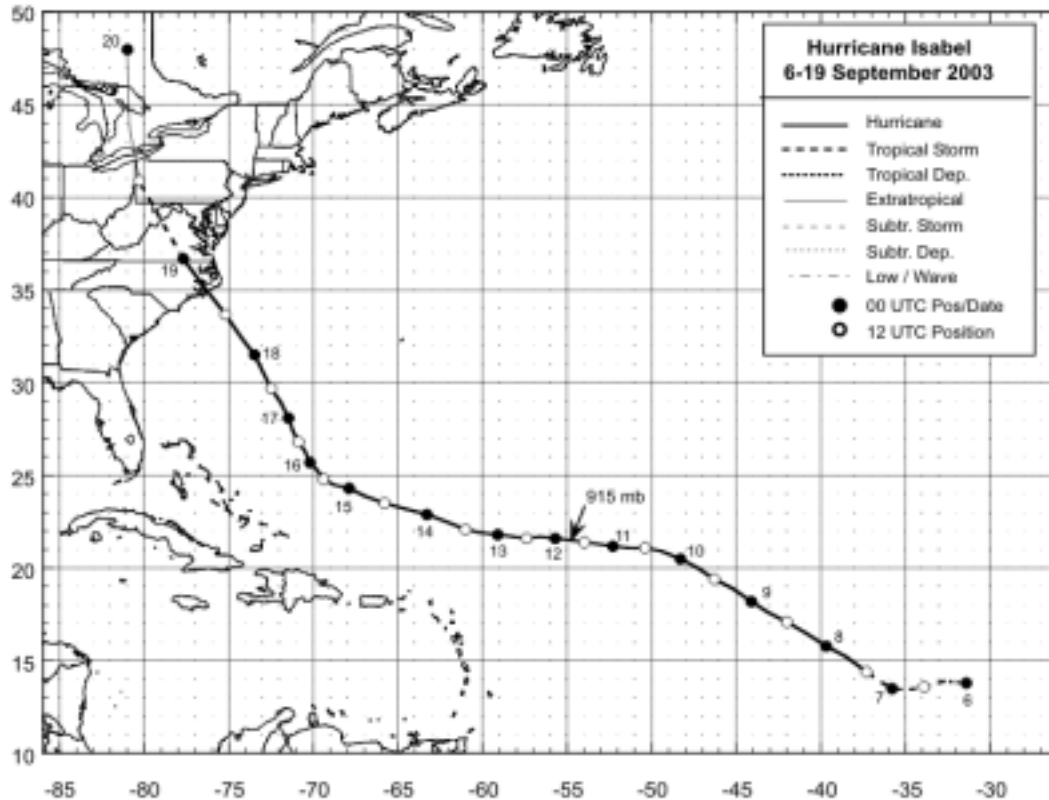 50
45
40
35
30
25
20
15
10
Hurricane Isabel
6-19 September 2003
Hurricane
Tropical Storm
Tropical Dep.
Extratropical
Subtr. Storm
Subtr. Dep.
Low / Wave
00 UTC Pos/Date
12 UTC Position
20
19
18
17
16
15
14
13
12
915 mb
11
10
9
8
7
6
-85 -80 -75 -70 -65 -60 -55 -50 -45 -40 -35 -30